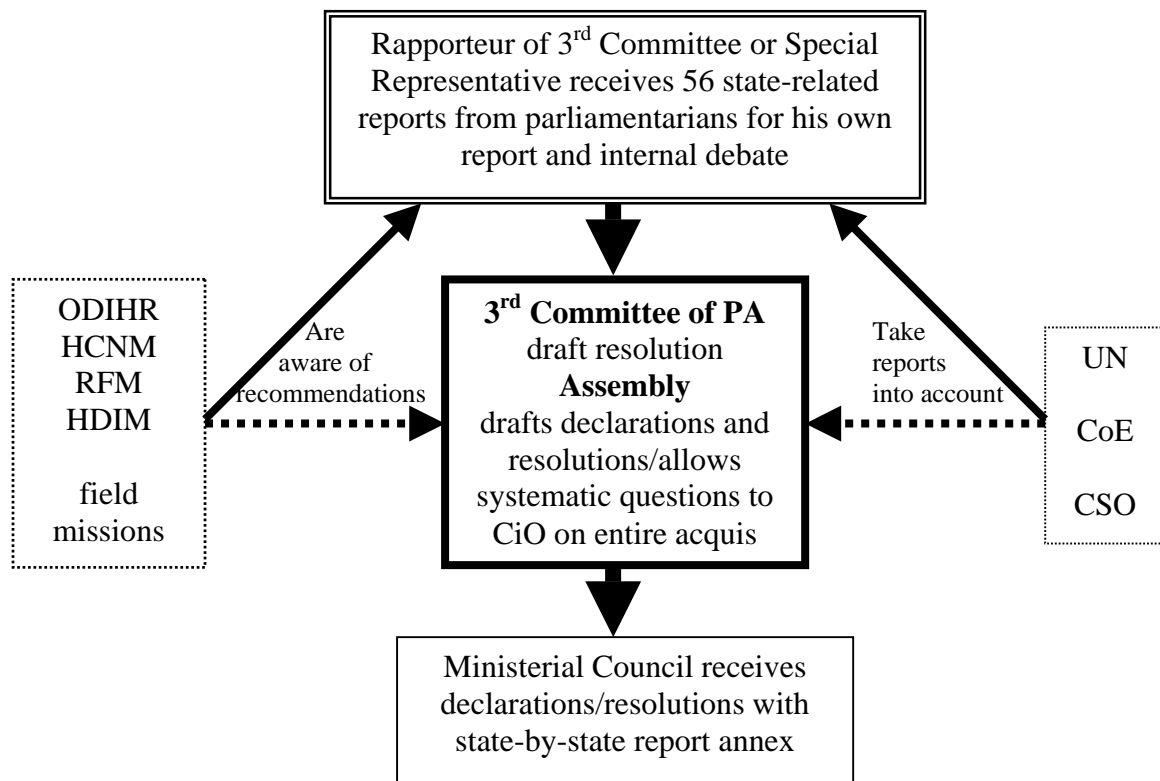 Rapporteur of 3rd Committee or Special
Representative receives 56 state-related
reports from parliamentarians for his own
report and internal debate
ODIHR
HCNM
RFM
HDIM
field
missions
Are
aware of
recommendations
3rd Committee of PA
draft resolution
Assembly
drafts declarations and
resolutions/allows
systematic questions to
CiO on entire acquis
Take
reports
into account
UN
CoE
CSO
Ministerial Council receives
declarations/resolutions with
state-by-state report annex